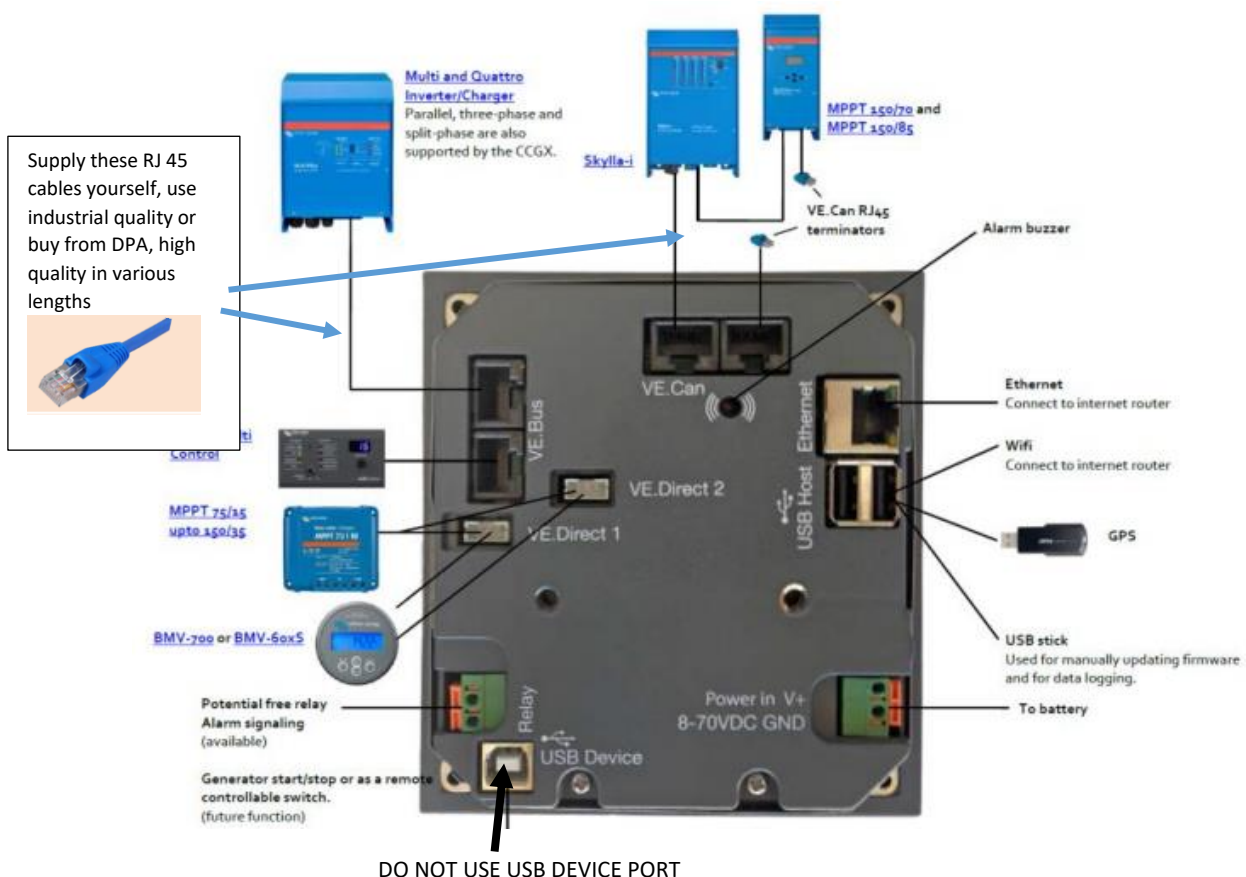 Multi and Quattro
Inverter/Charger
Parallel, three-phase and
split-phase are also
supported by the CCGX.
Supply these RJ 45
cables yourself, use
industrial quality or
buy from DPA, high
quality in various
lengths
Skylla-i
MPPT 150/70 and
MPPT 150/85
VE.Can RJ45
terminators
Alarm buzzer
VE.Can
VE.Bus
Ethernet
Ethernet
Connect to internet router
Wifi
Connect to internet router
USB Host
GPS
ti
Control
VE.Direct 2
MPPT 75/15
upto 150/35
VE.Direct 1
BMV-700 or BMV-60xS
USB stick
Used for manually updating firmware
and for data logging.
Potential free relay
Alarm signaling
(available)
Relay
Power in V+
8-70VDC GND
To battery
USB Device
Generator start/stop or as a remote
controllable switch.
(future function)
DO NOT USE USB DEVICE PORT